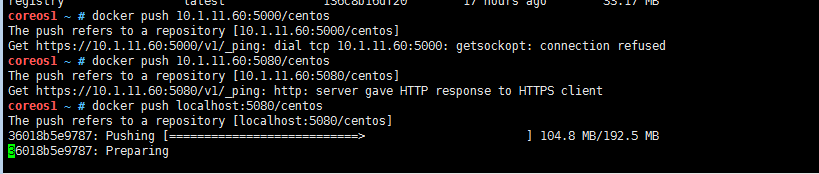 registry latest 136c8b16df20 17 hours ago 33.17 MB
coreos1 ~ # docker push 10.1.11.60:5000/centos
The push refers to a repository [10.1.11.60:5000/centos]
Get https://10.1.11.60:5000/v1/_ping: dial tcp 10.1.11.60:5000: getsockopt: connection refused
coreos1 ~ # docker push 10.1.11.60:5080/centos
The push refers to a repository [10.1.11.60:5080/centos]
Get https://10.1.11.60:5080/v1/_ping: http: server gave HTTP response to HTTPS client
coreos1 ~ # docker push localhost:5080/centos
The push refers to a repository [localhost:5080/centos]
36018b5e9787: Pushing [===========================> ] 104.8 MB/192.5 MB
36018b5e9787: Preparing